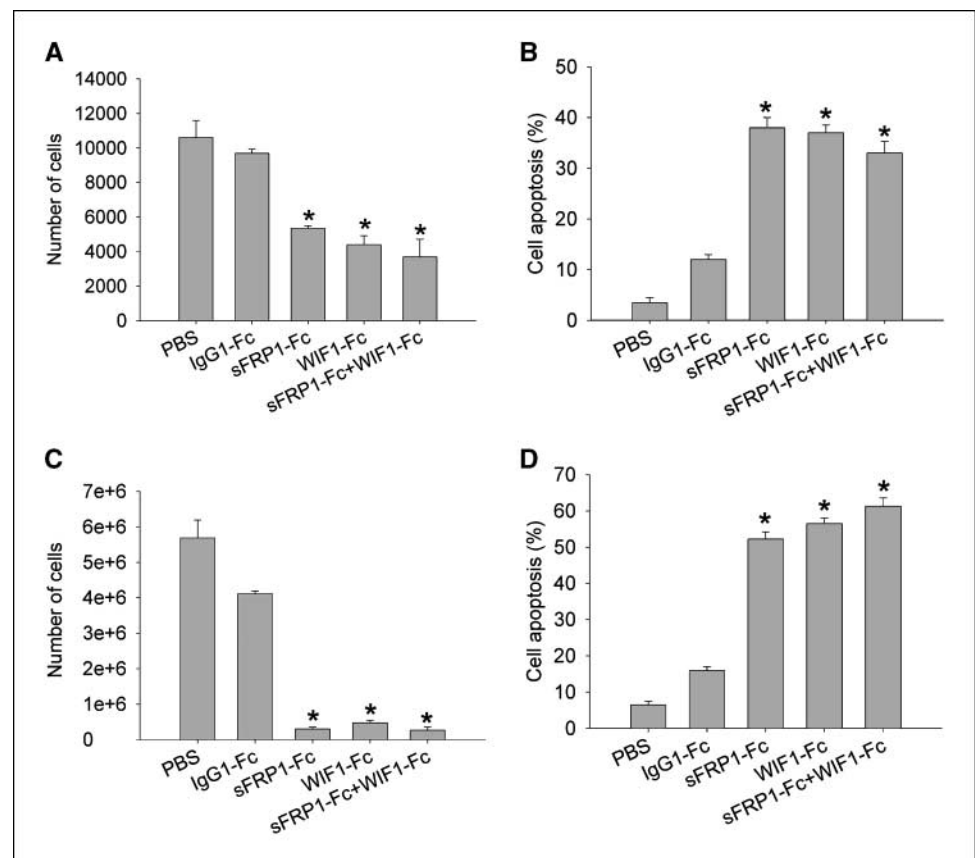 A
Number of cells
14000
12000
10000
8000
6000
4000
2000
0
*
*
*
PBS
IgG1-Fc
sFRP1-Fc
WIF1-Fc
sFRP1-Fc+WIF1-Fc
B
Cell apoptosis (%)
50
40
30
20
10
0
*
*
*
PBS
IgG1-Fc
sFRP1-Fc
WIF1-Fc
sFRP1-Fc+WIF1-Fc
C
Number of cells
7e+6
6e+6
5e+6
4e+6
3e+6
2e+6
1e+6
0
*
*
*
PBS
IgG1-Fc
sFRP1-Fc
WIF1-Fc
sFRP1-Fc+WIF1-Fc
D
Cell apoptosis (%)
70
60
50
40
30
20
10
0
*
*
*
PBS
IgG1-Fc
sFRP1-Fc
WIF1-Fc
sFRP1-Fc+WIF1-Fc